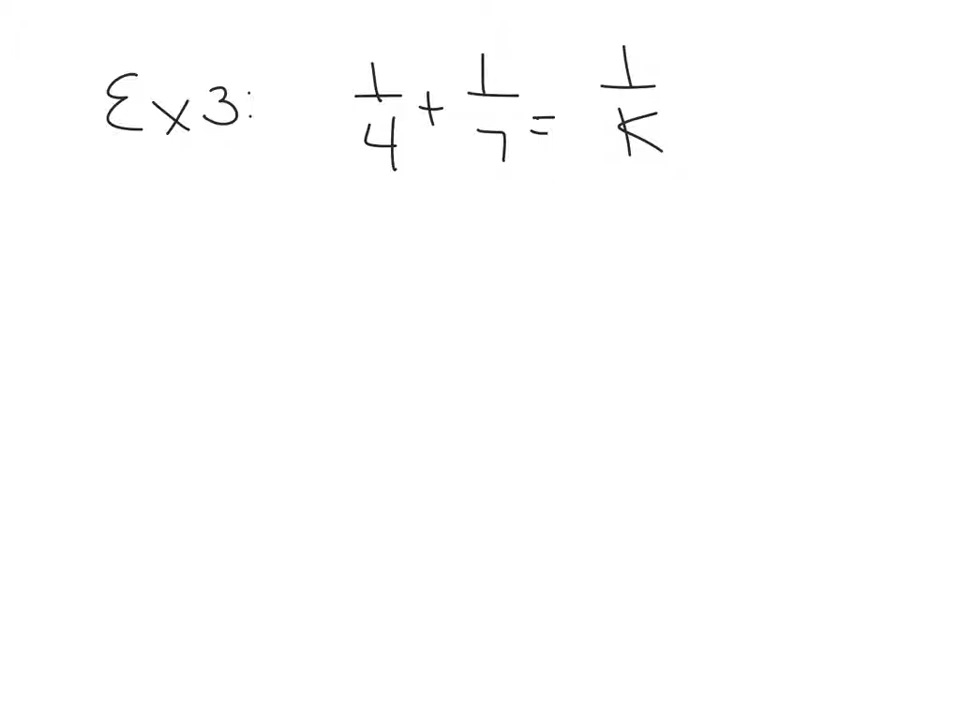 Ex3: 1/4 + 1/7 = 1/K